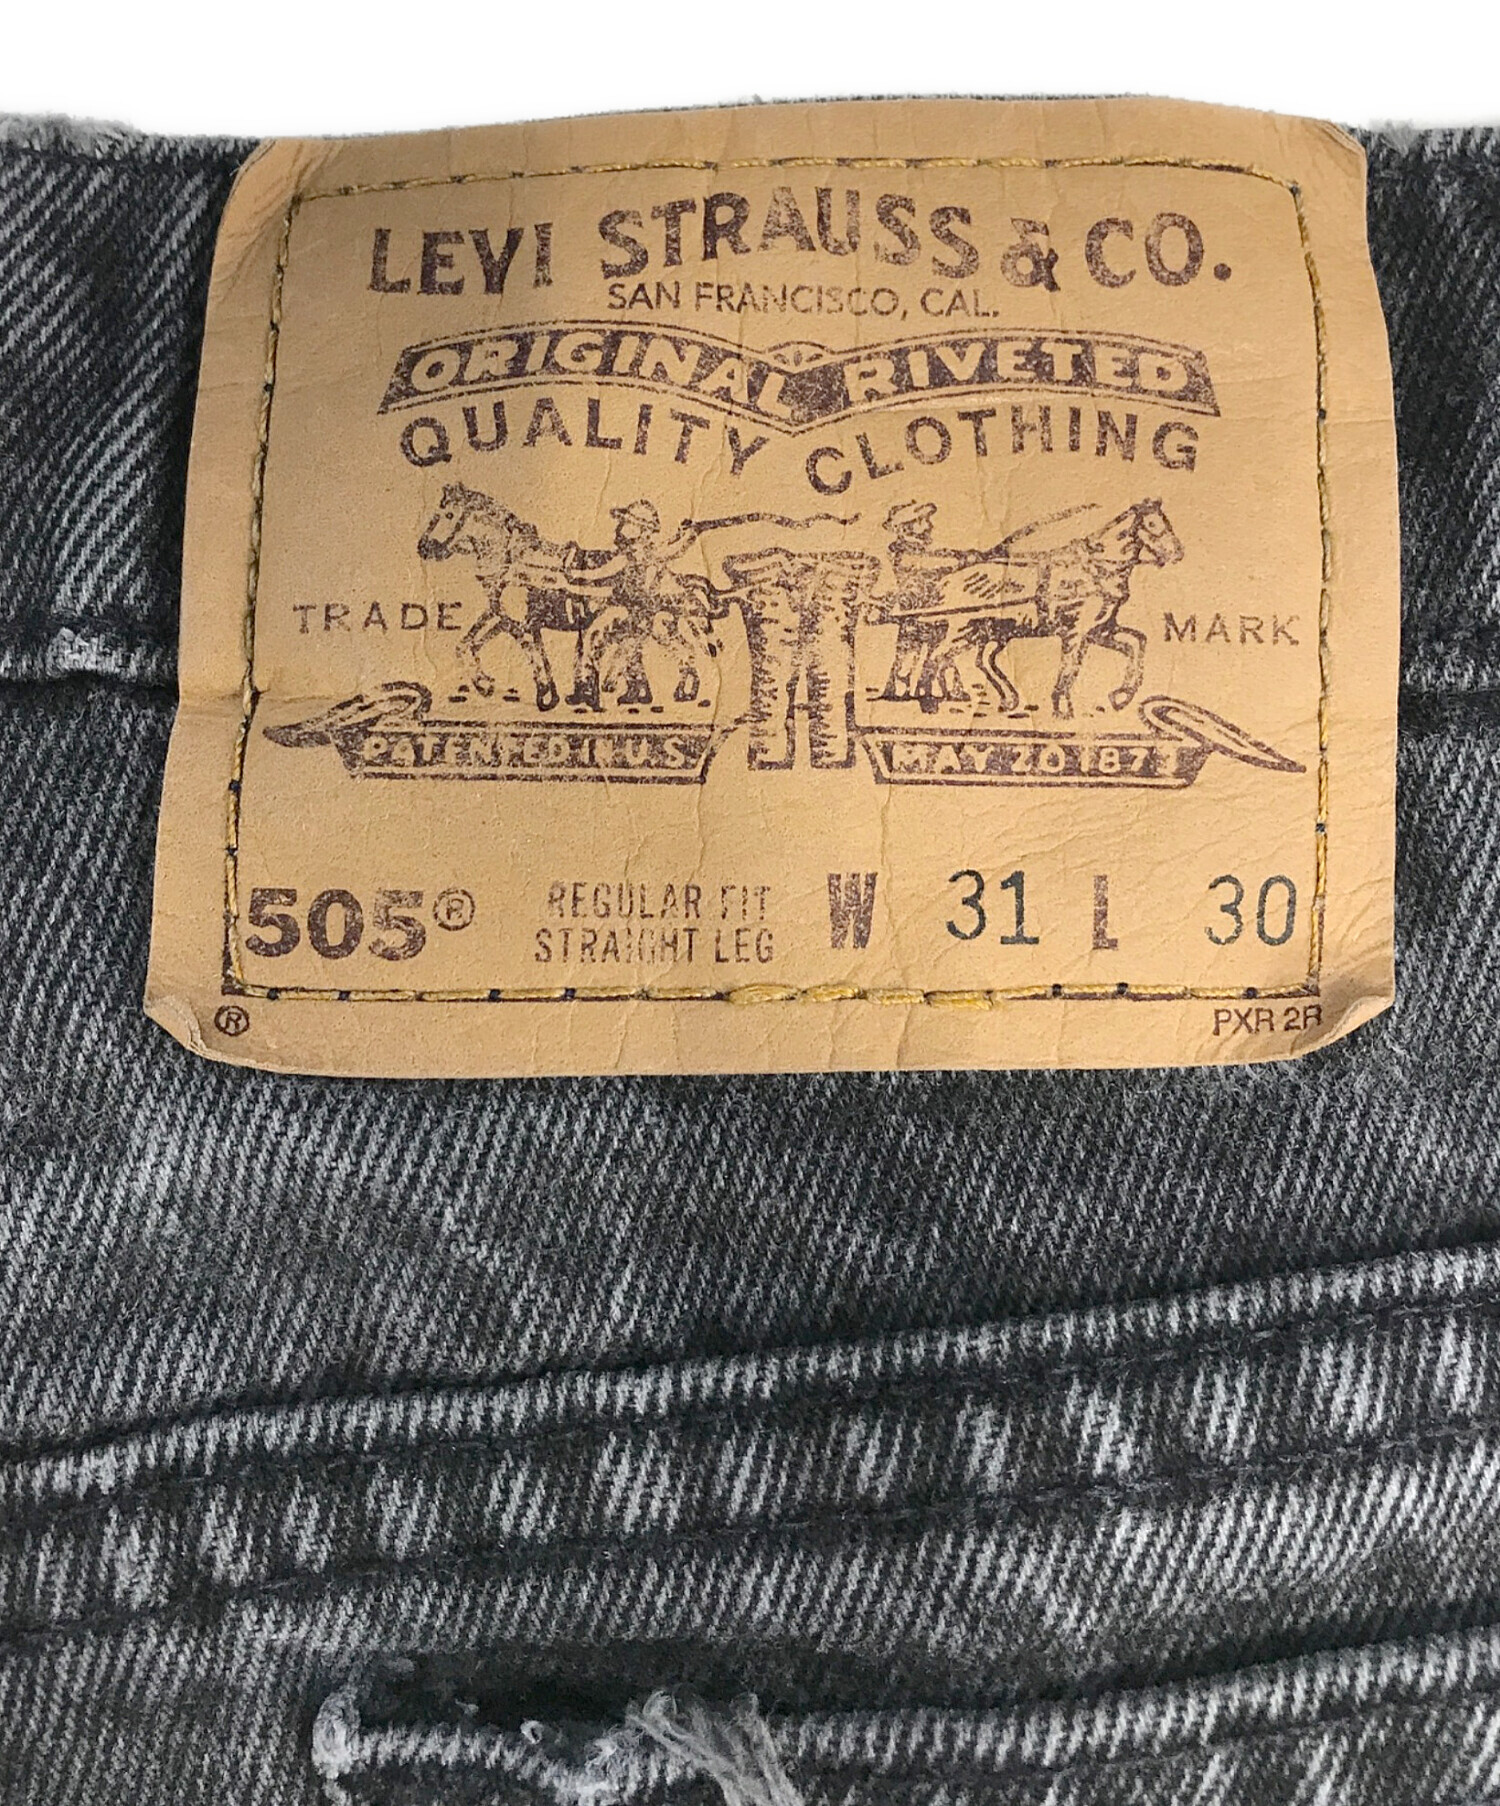 LEVI STRAUSS & CO.
SAN FRANCISCO, CAL.
ORIGINAL RIVETED
QUALITY CLOTHING
TRADE MARK
PATENTED IN U.S. MAY 20 1873
505® REGULAR FIT W 31 L 30
STRAIGHT LEG
® PXR 2R